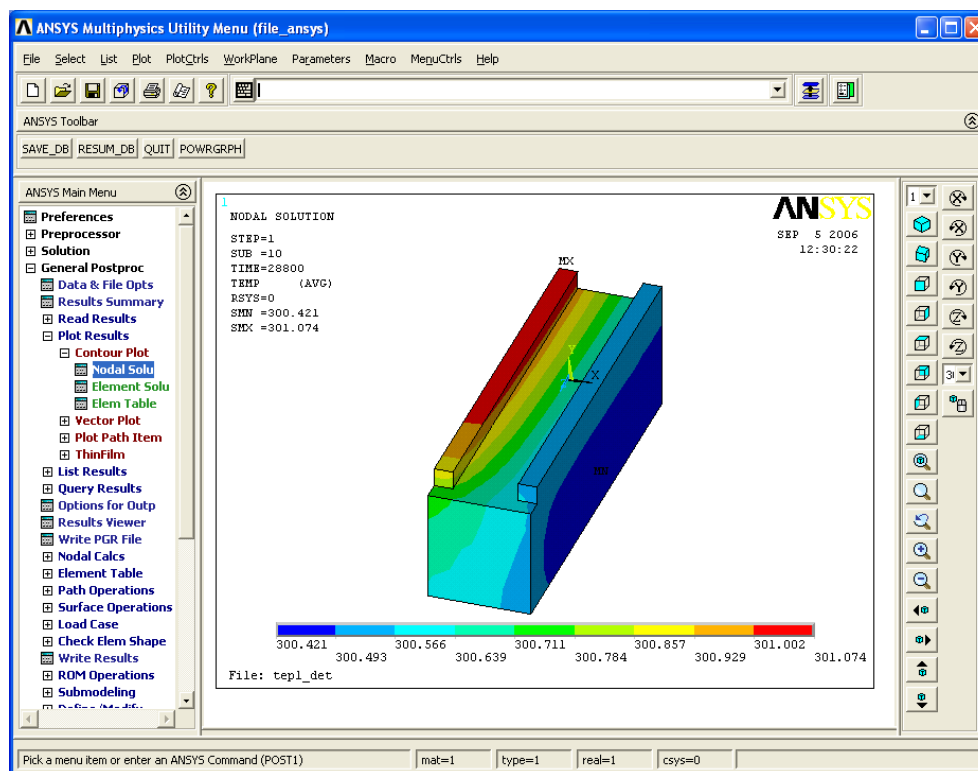 ANSYS Multiphysics Utility Menu (file_ansys)
File Select List Plot PlotCtrls WorkPlane Parameters Macro MenuCtrls Help
ANSYS Toolbar
SAVE_DB RESUM_DB QUIT POWRGRPH
ANSYS Main Menu
Preferences
Preprocessor
Solution
General Postproc
Data & File Opts
Results Summary
Read Results
Plot Results
Contour Plot
Nodal Solu
Element Solu
Elem Table
Vector Plot
Plot Path Item
ThinFilm
List Results
Query Results
Options for Outp
Results Viewer
Write PGR File
Nodal Calcs
Element Table
Path Operations
Surface Operations
Load Case
Check Elem Shape
Write Results
ROM Operations
Submodeling
1
NODAL SOLUTION
STEP=1
SUB =10
TIME=28800
TEMP (AVG)
RSYS=0
SMN =300.421
SMX =301.074
ANSYS
SEP 5 2006
12:30:22
MX
Y
X
MN
300.421 300.566 300.711 300.857 301.002
300.493 300.639 300.784 300.929 301.074
File: tepl_det
1
X
X
Y
Y
Z
Z
Pick a menu item or enter an ANSYS Command (POST1) mat=1 type=1 real=1 csys=0